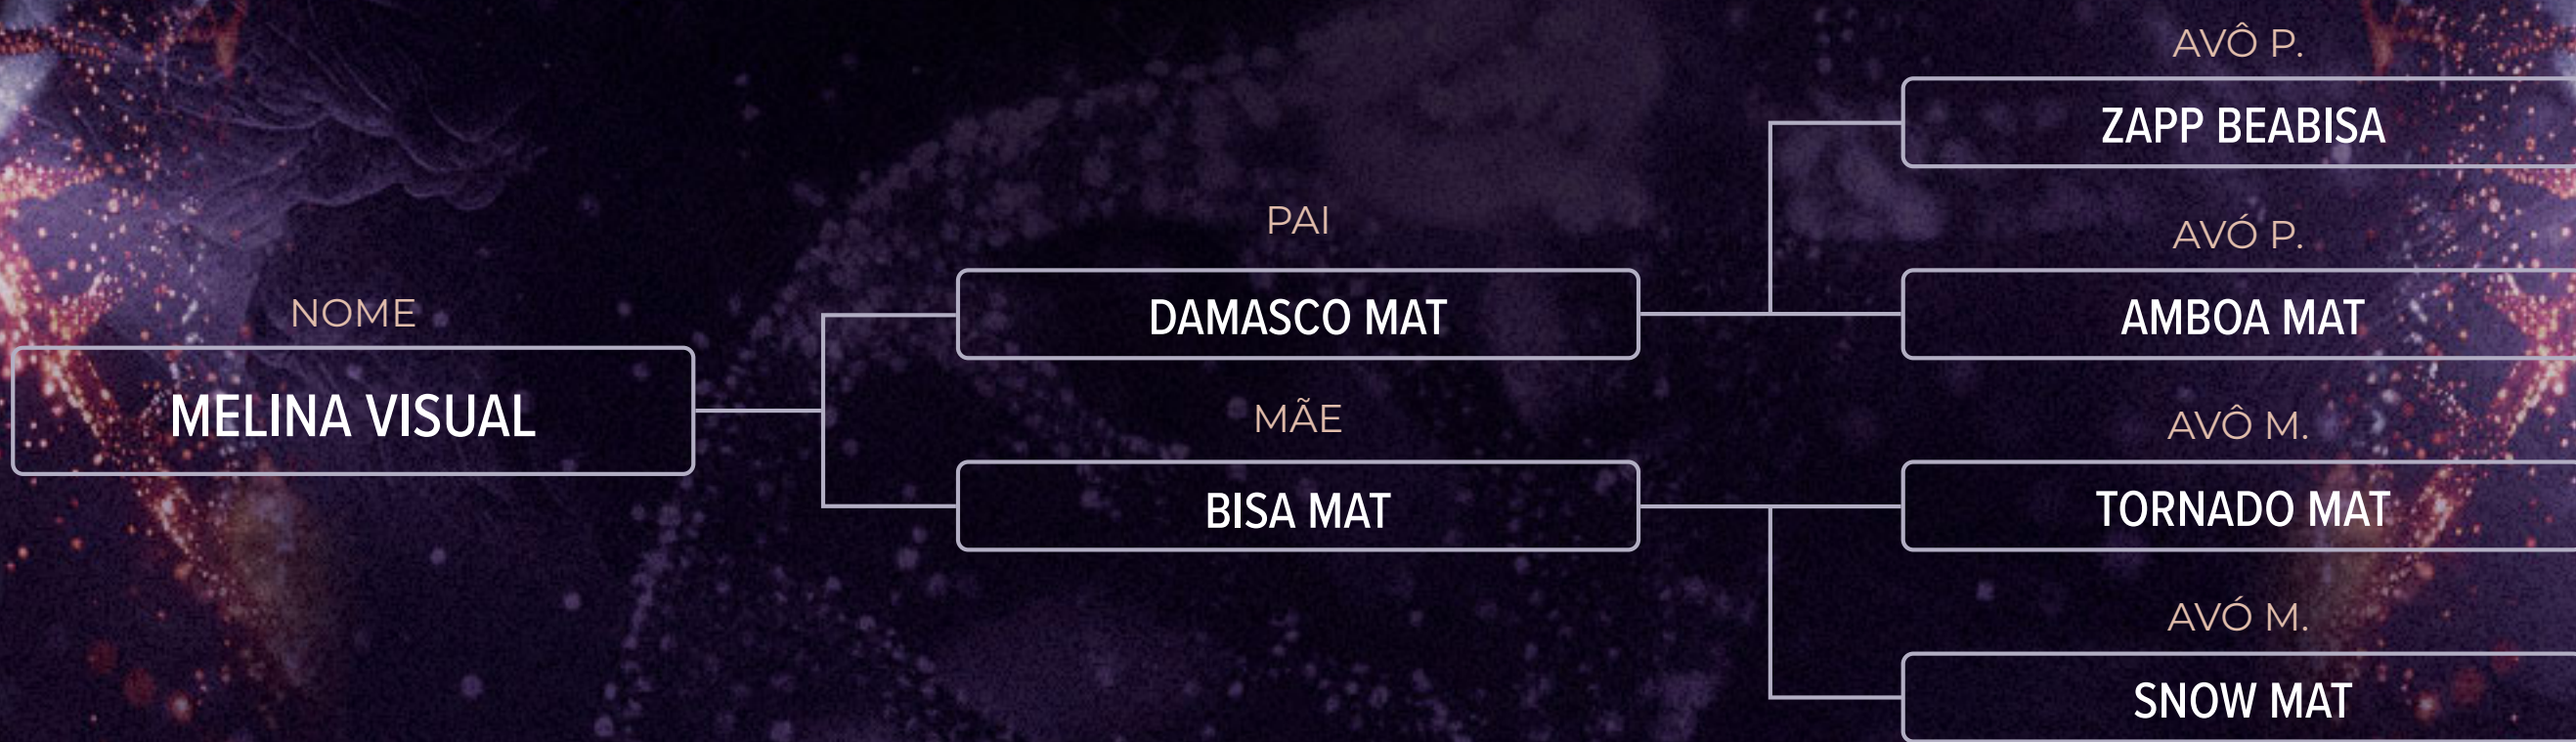 NOME
MELINA VISUAL
PAI
DAMASCO MAT
MÃE
BISA MAT
AVÔ P.
ZAPP BEABISA
AVÓ P.
AMBOA MAT
AVÔ M.
TORNADO MAT
AVÓ M.
SNOW MAT